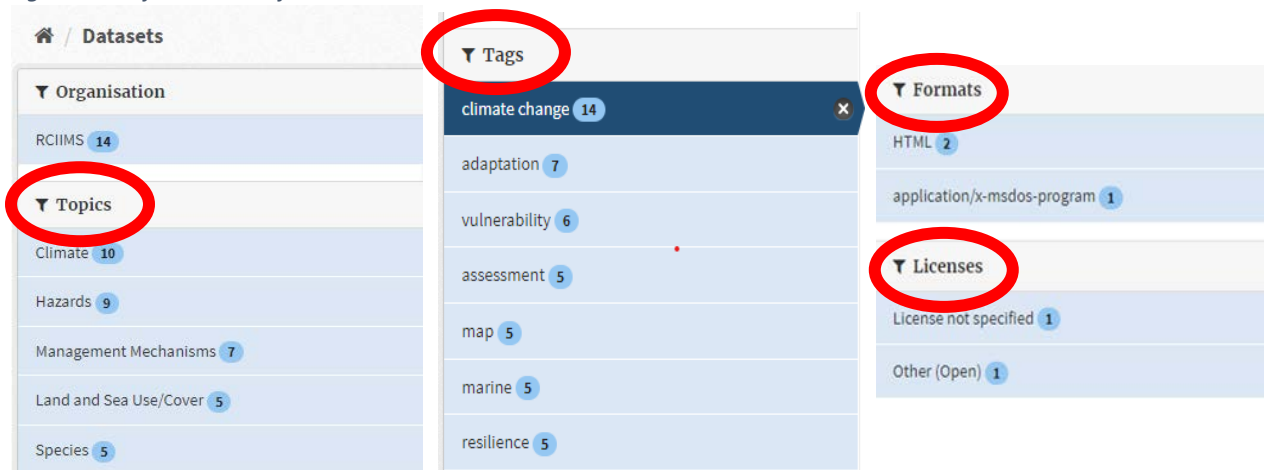 / Datasets
Organisation
RCIIMS 14
Topics
Climate 10
Hazards 9
Management Mechanisms 7
Land and Sea Use/Cover 5
Species 5
Tags
climate change 14
adaptation 7
vulnerability 6
assessment 5
map 5
marine 5
resilience 5
Formats
HTML 2
application/x-msdos-program 1
Licenses
License not specified 1
Other (Open) 1